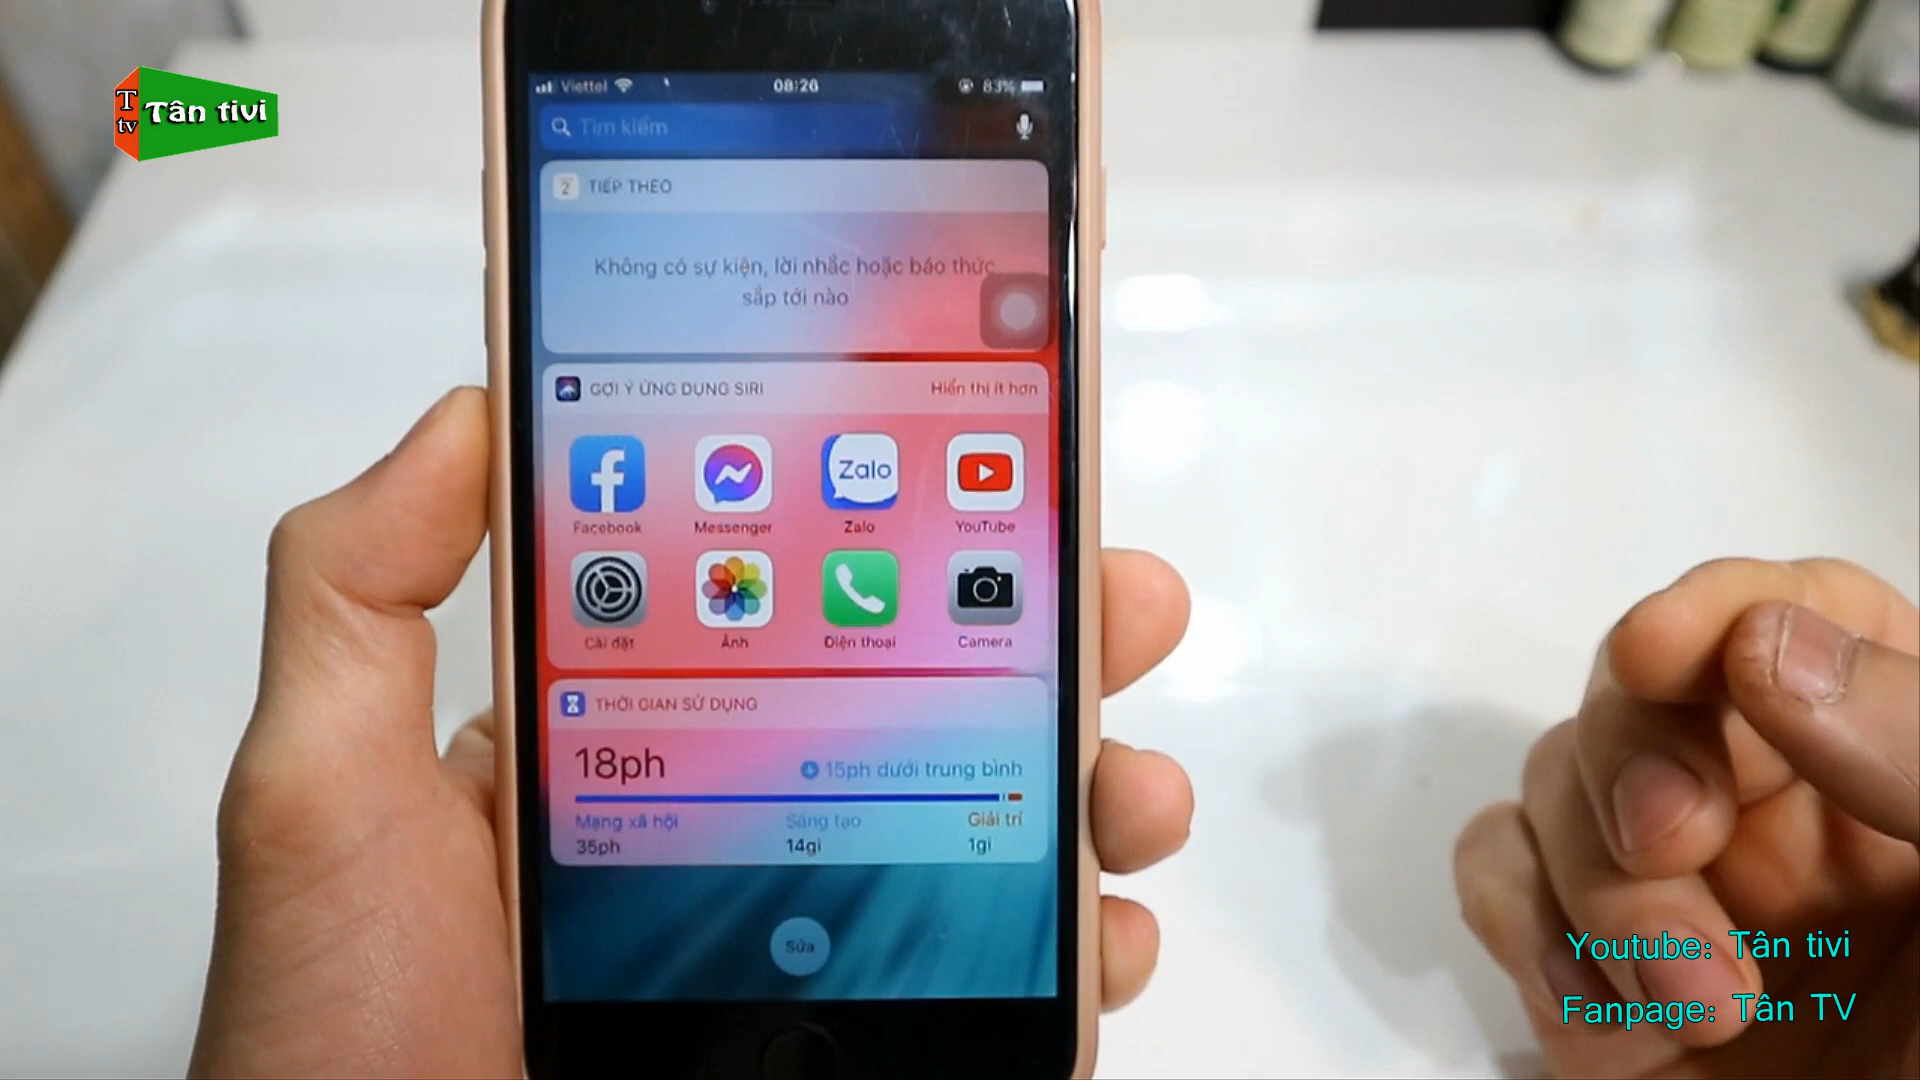 T
tv
Tân tivi
Viettel
08:26
83%
Tìm kiếm
2
TIẾP THEO
Không có sự kiện, lời nhắc hoặc báo thức
sắp tới nào
GỢI Ý ỨNG DỤNG SIRI
Hiển thị ít hơn
Zalo
Facebook
Messenger
Zalo
YouTube
Cài đặt
Ảnh
Điện thoại
Camera
THỜI GIAN SỬ DỤNG
18ph
15ph dưới trung bình
Mạng xã hội
Sáng tạo
Giải trí
35ph
14gi
1gi
Sửa
Youtube: Tân tivi
Fanpage: Tân TV